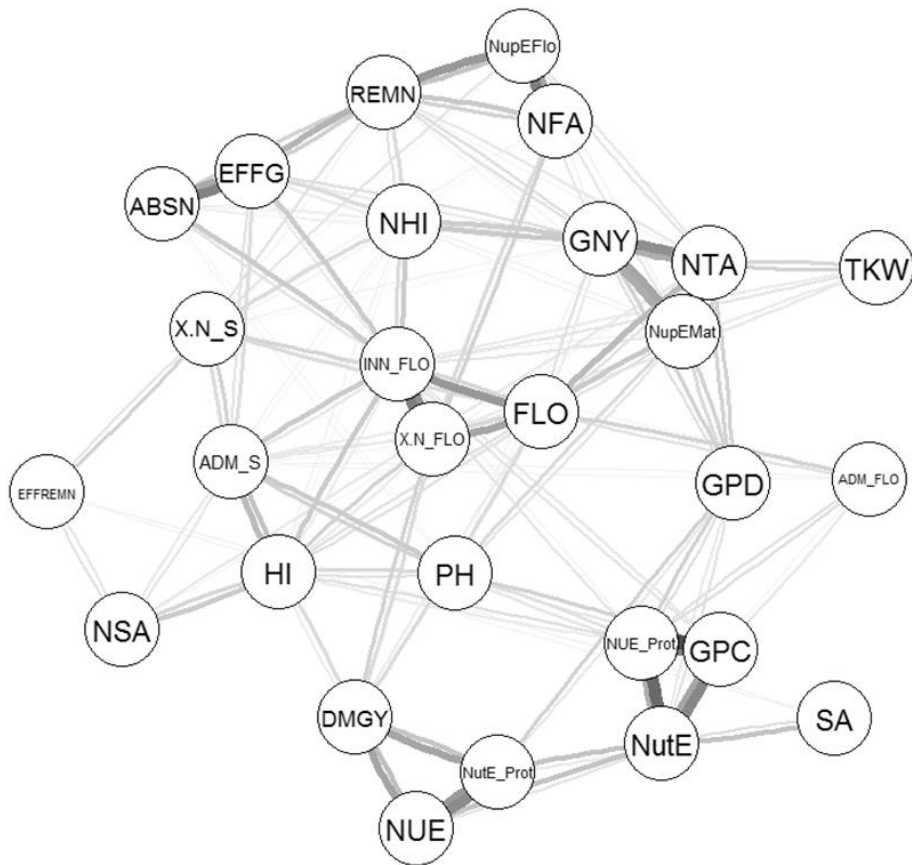 NupEFlo
REMN
NFA
EFFG
ABSN
NHI
GNY
NTA
TKW
X.N_S
NupEMat
INN_FLO
FLO
X.N_FLO
ADM_S
GPD
ADM_FLO
EFFREMN
HI
PH
NSA
NUE_Prot
GPC
DMGY
SA
NutE
NutE_Prot
NUE